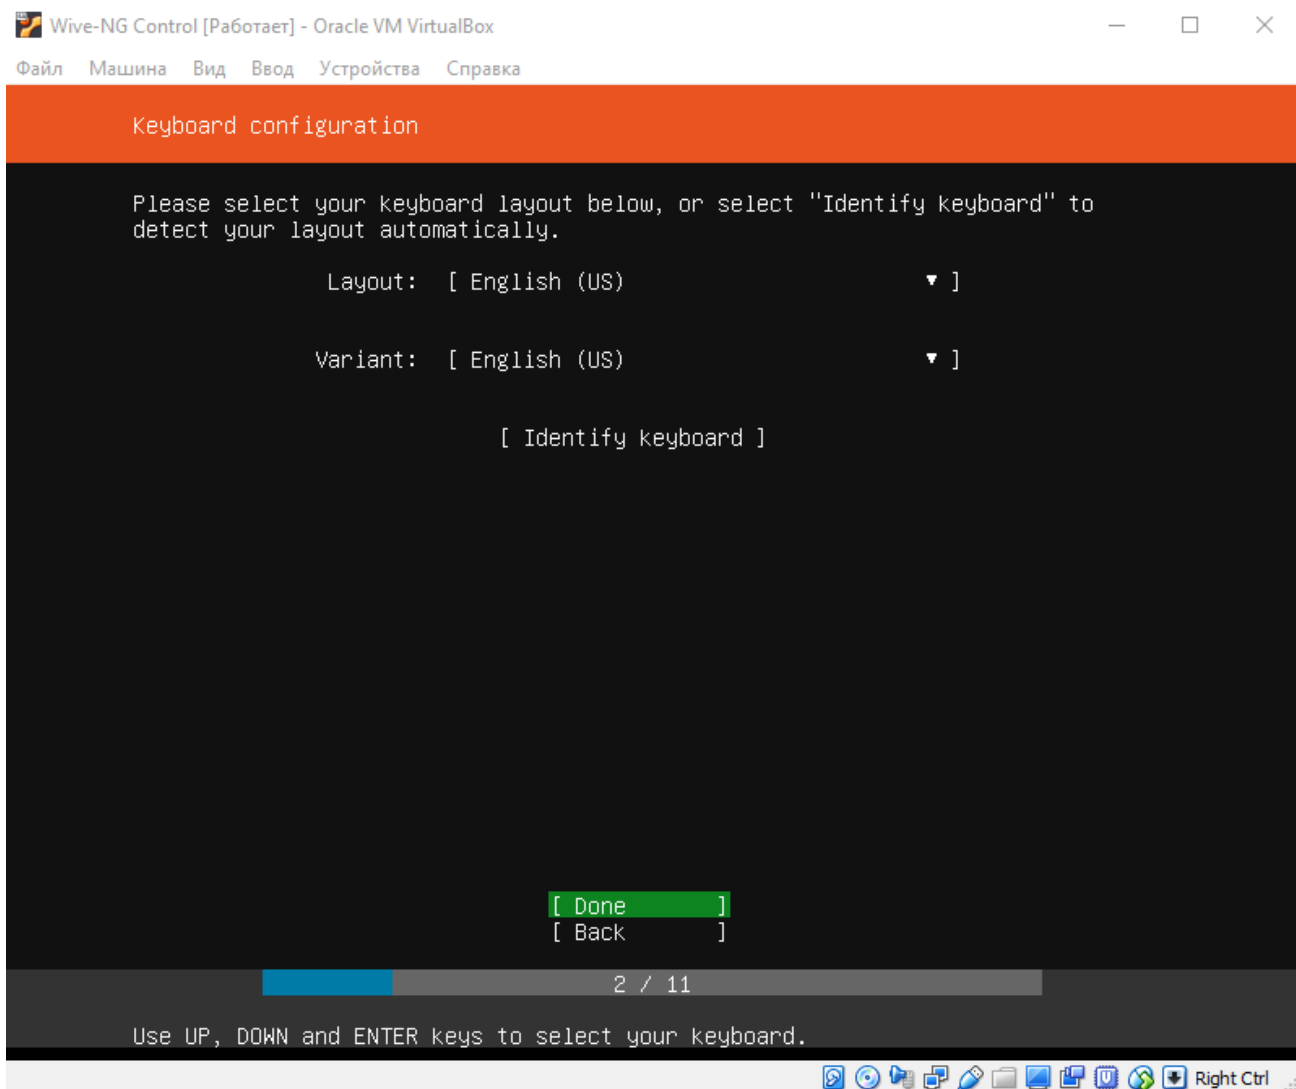 Wive-NG Control [Работает] - Oracle VM VirtualBox
Файл Машина Вид Ввод Устройства Справка
Keyboard configuration
Please select your keyboard layout below, or select "Identify keyboard" to
detect your layout automatically.
Layout: [ English (US) ▾ ]
Variant: [ English (US) ▾ ]
[ Identify keyboard ]
[ Done ]
[ Back ]
2 / 11
Use UP, DOWN and ENTER keys to select your keyboard.
Right Ctrl